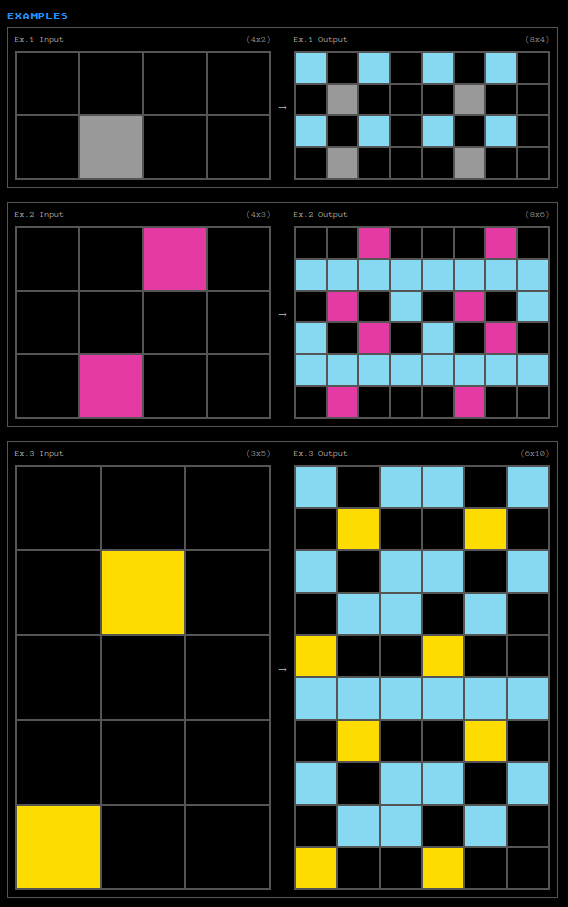 EXAMPLES
Ex.1 Input (4x2)
Ex.1 Output (8x4)
→
Ex.2 Input (4x3)
Ex.2 Output (8x6)
→
Ex.3 Input (3x5)
Ex.3 Output (6x10)
→